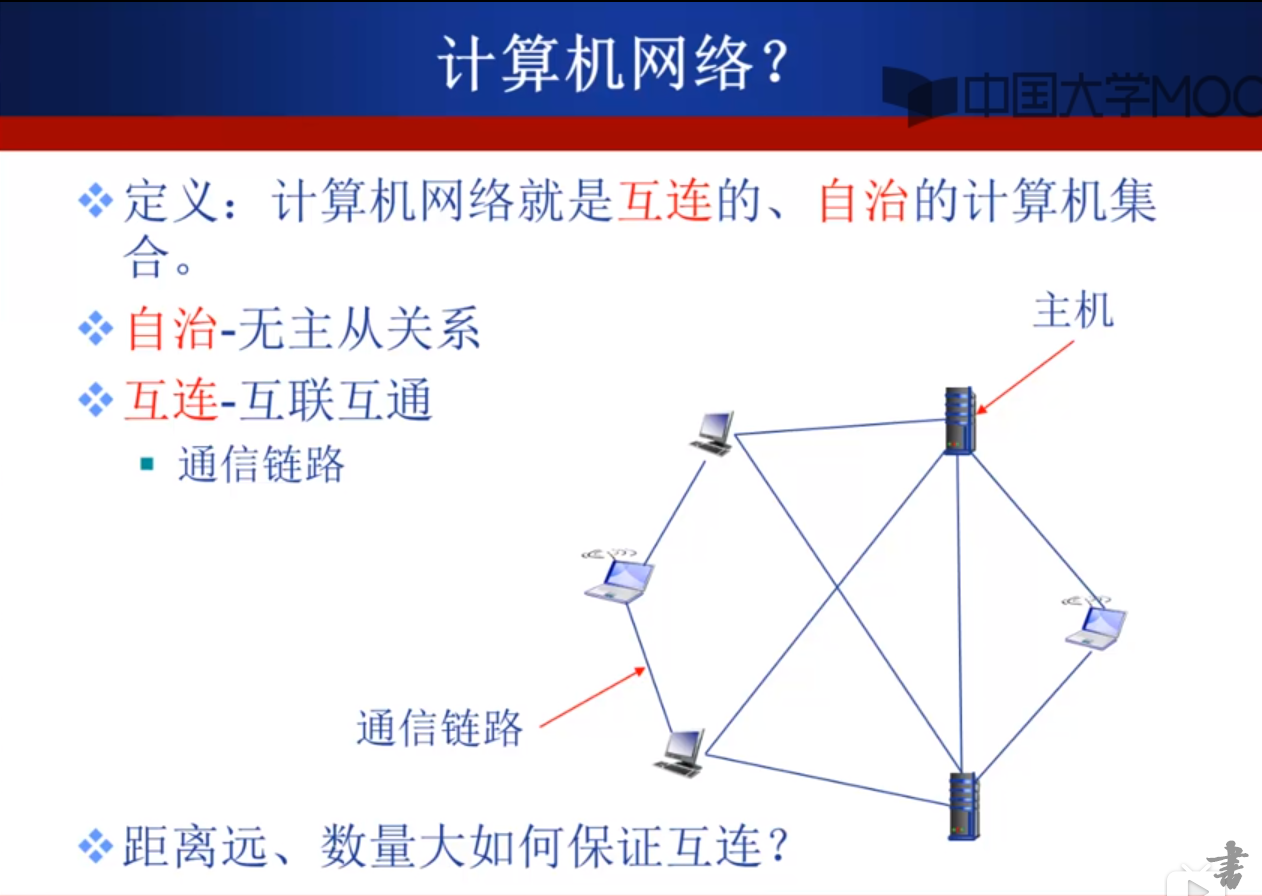 计算机网络？
中国大学MOO
定义：计算机网络就是互连的、自治的计算机集
合。
自治-无主从关系
互连-互联互通
通信链路
主机
通信链路
距离远、数量大如何保证互连？
書